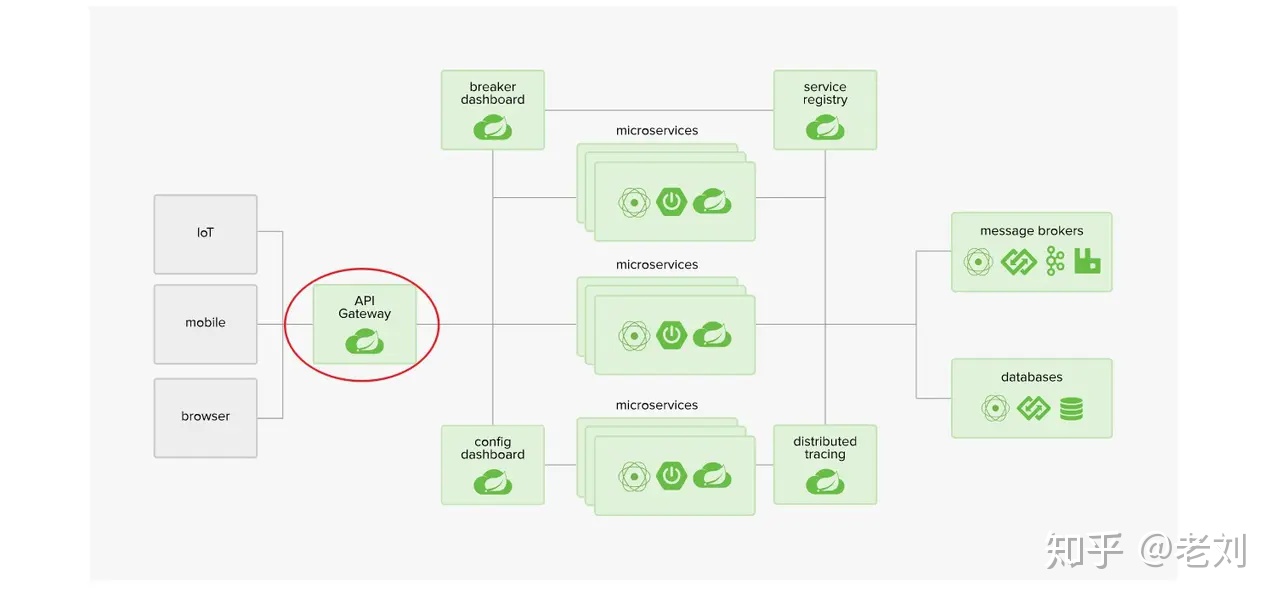 breaker
dashboard
service
registry
microservices
IoT
message brokers
microservices
API
Gateway
mobile
databases
microservices
browser
config
dashboard
distributed
tracing
知乎 @老刘